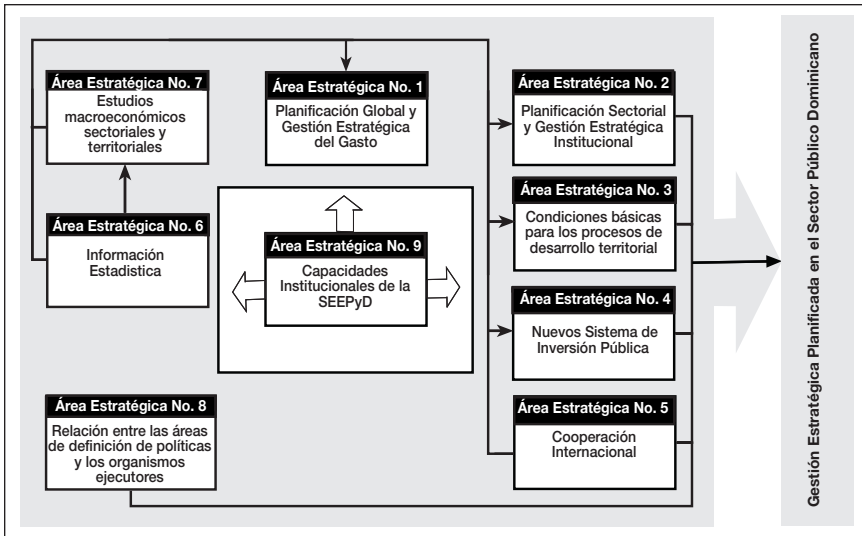 Área Estratégica No. 7
Estudios
macroeconómicos
sectoriales y
territoriales
Área Estratégica No. 1
Planificación Global y
Gestión Estratégica
del Gasto
Área Estratégica No. 2
Planificación Sectorial
y Gestión Estratégica
Institucional
Área Estratégica No. 6
Información
Estadistica
Área Estratégica No. 9
Capacidades
Institucionales de la
SEEPyD
Área Estratégica No. 3
Condiciones básicas
para los procesos de
desarrollo territorial
Área Estratégica No. 4
Nuevos Sistema de
Inversión Pública
Área Estratégica No. 8
Relación entre las áreas
de definición de políticas
y los organismos
ejecutores
Área Estratégica No. 5
Cooperación
Internacional
Gestión Estratégica Planificada en el Sector Público Dominicano